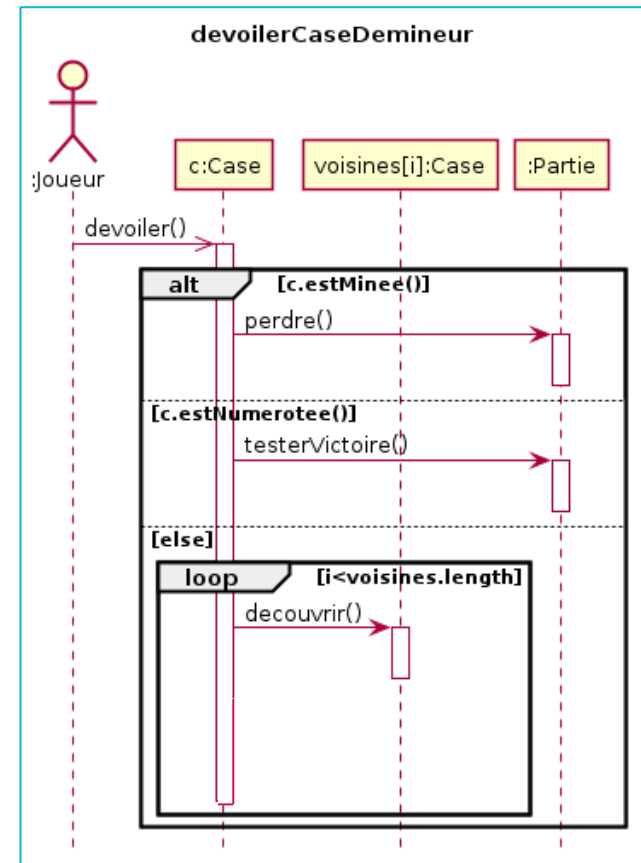 devoilerCaseDemineur
:Joueur
c:Case
voisines[i]:Case
:Partie
devoiler()
alt
[c.estMinee()]
perdre()
[c.estNumerotee()]
testerVictoire()
[else]
loop
[i<voisines.length]
decouvrir()